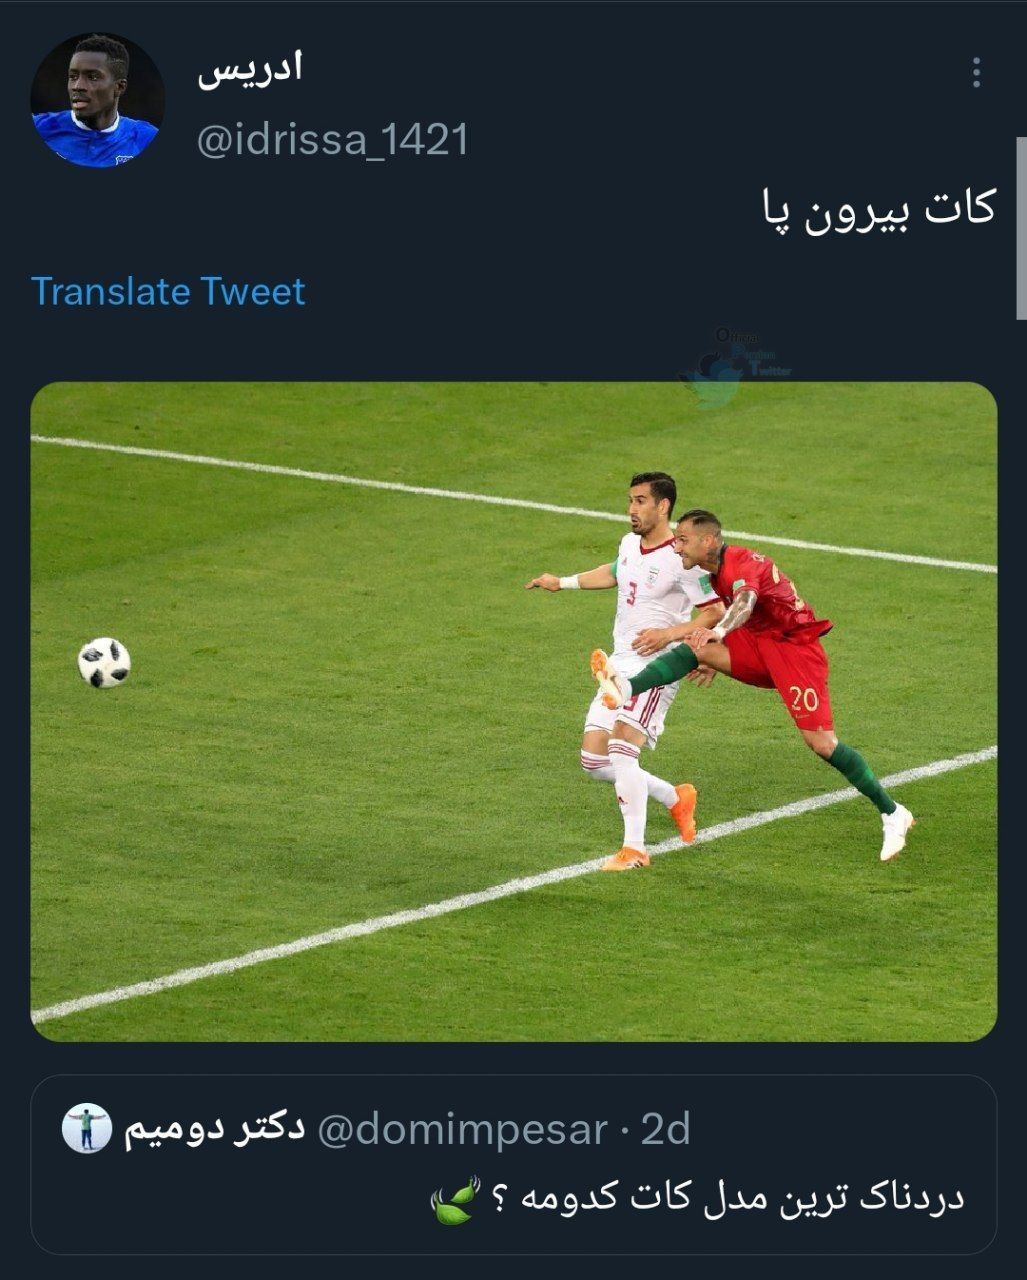 ادریس
@idrissa_1421
کات بیرون پا
Translate Tweet
Official
Persian
Twitter
3
20
دکتر دومیم @domimpesar · 2d
دردناک ترین مدل کات کدومه ؟